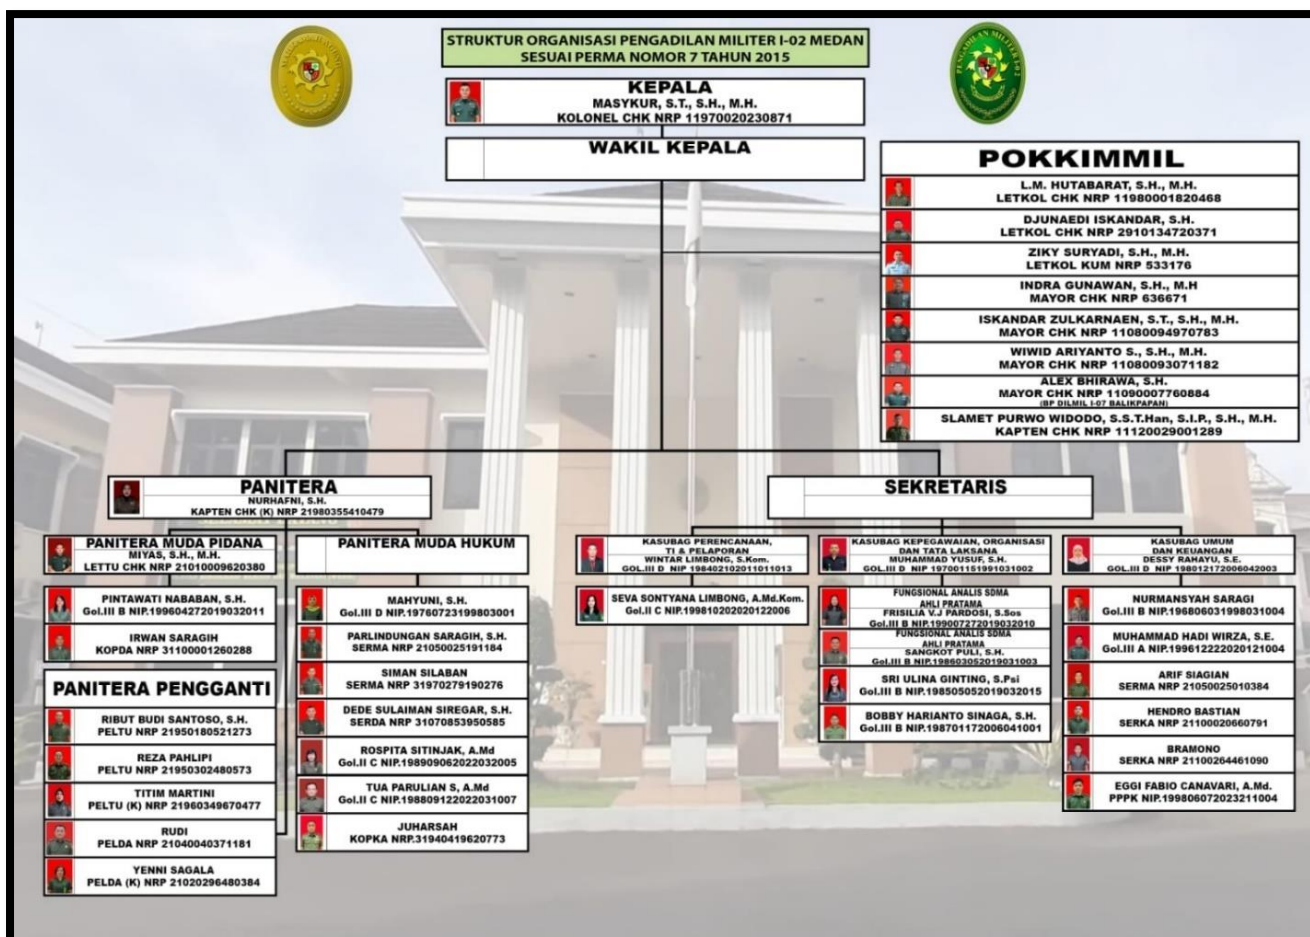 STRUKTUR ORGANISASI PENGADILAN MILITER I-02 MEDAN
SESUAI PERMA NOMOR 7 TAHUN 2015
PENGADILAN MILITER I-02
KEPALA
MASYKUR, S.T., S.H., M.H.
KOLONEL CHK NRP 11970020230871
WAKIL KEPALA
POKKIMMIL
L.M. HUTABARAT, S.H., M.H.
LETKOL CHK NRP 11980001820468
DJUNAEDI ISKANDAR, S.H.
LETKOL CHK NRP 2910134720371
ZIKY SURYADI, S.H., M.H.
LETKOL KUM NRP 533176
INDRA GUNAWAN, S.H., M.H
MAYOR CHK NRP 636671
ISKANDAR ZULKARNAEN, S.T., S.H., M.H.
MAYOR CHK NRP 11080094970783
WIWID ARIYANTO S., S.H., M.H.
MAYOR CHK NRP 11080093071182
ALEX BHIRAWA, S.H.
MAYOR CHK NRP 11090007760884
(BP DILMIL I-07 BALIKPAPAN)
SLAMET PURWO WIDODO, S.S.T.Han, S.I.P., S.H., M.H.
KAPTEN CHK NRP 11120029001289
PANITERA
NURHAFNI, S.H.
KAPTEN CHK (K) NRP 21980355410479
SEKRETARIS
PANITERA MUDA PIDANA
MIYAS, S.H., M.H.
LETTU CHK NRP 21010009620380
PINTAWATI NABABAN, S.H.
Gol.III B NIP.199604272019032011
IRWAN SARAGIH
KOPDA NRP 31100001260288
PANITERA PENGGANTI
RIBUT BUDI SANTOSO, S.H.
PELTU NRP 21950180521273
REZA PAHLIPI
PELTU NRP 21950302480573
TITIM MARTINI
PELTU (K) NRP 21960349670477
RUDI
PELDA NRP 21040040371181
YENNI SAGALA
PELDA (K) NRP 21020296480384
PANITERA MUDA HUKUM
MAHYUNI, S.H.
Gol.III D NIP.19760723199803001
PARLINDUNGAN SARAGIH, S.H.
SERMA NRP 21050025191184
SIMAN SILABAN
SERMA NRP 31970279190276
DEDE SULAIMAN SIREGAR, S.H.
SERDA NRP 31070853950585
ROSPITA SITINJAK, A.Md
Gol.II C NIP.198909062022032005
TUA PARULIAN S, A.Md
Gol.II C NIP.198809122022031007
JUHARSAH
KOPKA NRP.31940419620773
KASUBAG PERENCANAAN,
TI & PELAPORAN
WINTAR LIMBONG, S.Kom.
GOL.III D NIP 198402102011011013
SEVA SONTYANA LIMBONG, A.Md.Kom.
Gol.II C NIP.199810202020122006
KASUBAG KEPEGAWAIAN, ORGANISASI
DAN TATA LAKSANA
MUHAMMAD YUSUF, S.H.
GOL.III D NIP 197001151991031002
FUNGSIONAL ANALIS SDMA
AHLI PRATAMA
FRISILIA V.J PARDOSI, S.Sos
Gol.III B NIP.199007272019032010
FUNGSIONAL ANALIS SDMA
AHLI PRATAMA
SANGKOT PULI, S.H.
Gol.III B NIP.198603052019031003
SRI ULINA GINTING, S.Psi
Gol.III B NIP.198505052019032015
BOBBY HARIANTO SINAGA, S.H.
Gol.III B NIP.198701172006041001
KASUBAG UMUM
DAN KEUANGAN
DESSY RAHAYU, S.E.
GOL.III D NIP 198012172006042003
NURMANSYAH SARAGI
Gol.III B NIP.196806031998031004
MUHAMMAD HADI WIRZA, S.E.
Gol.III A NIP.199612222020121004
ARIF SIAGIAN
SERMA NRP 21050025010384
HENDRO BASTIAN
SERKA NRP 21100020660791
BRAMONO
SERKA NRP 21100264461090
EGGI FABIO CANAVARI, A.Md.
PPPK NIP.199806072023211004